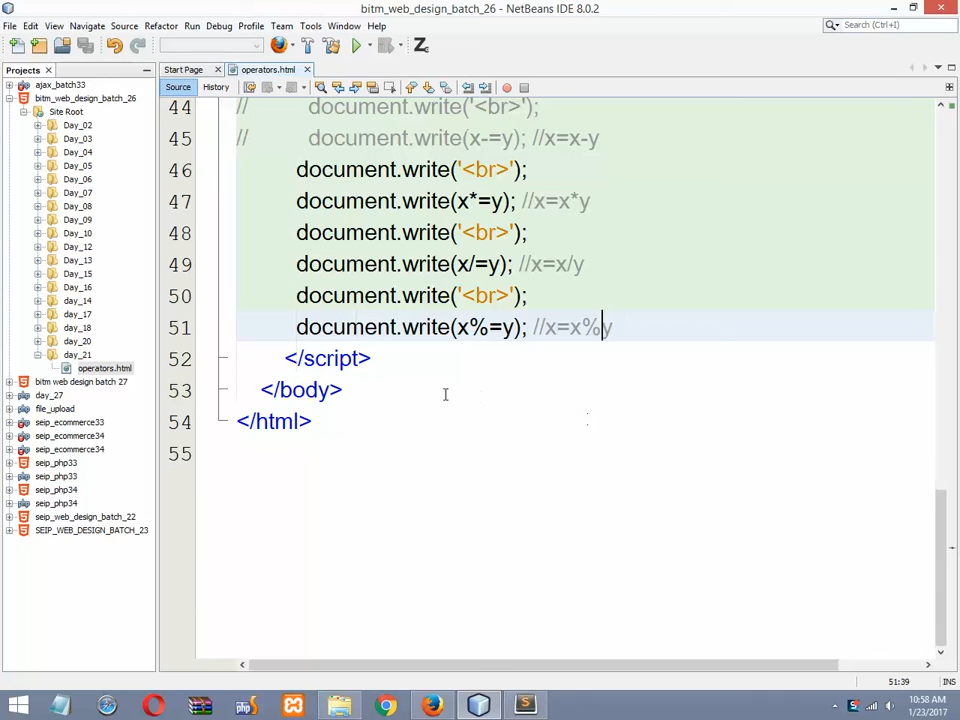 bitm_web_design_batch_26 - NetBeans IDE 8.0.2
File Edit View Navigate Source Refactor Run Debug Profile Team Tools Window Help
Search (Ctrl+I)
Projects
Start Page
operators.html
Source
History
ajax_batch33
bitm_web_design_batch_26
Site Root
Day_02
Day_03
Day_04
Day_05
Day_06
Day_07
Day_08
Day_09
Day_10
Day_12
Day_13
Day_15
Day_16
day_14
day_17
day_18
day_20
day_21
operators.html
bitm web design batch 27
day_27
file_upload
seip_ecommerce33
seip_ecommerce34
seip_ecommerce34
seip_php33
seip_php33
seip_php34
seip_php34
seip_web_design_batch_22
SEIP_WEB_DESIGN_BATCH_23
44 // document.write('<br>');
45 // document.write(x-=y); //x=x-y
46 document.write('<br>');
47 document.write(x*=y); //x=x*y
48 document.write('<br>');
49 document.write(x/=y); //x=x/y
50 document.write('<br>');
51 document.write(x%=y); //x=x%y
52 </script>
53 </body>
54 </html>
55
51:39 INS
php
10:58 AM
1/23/2017